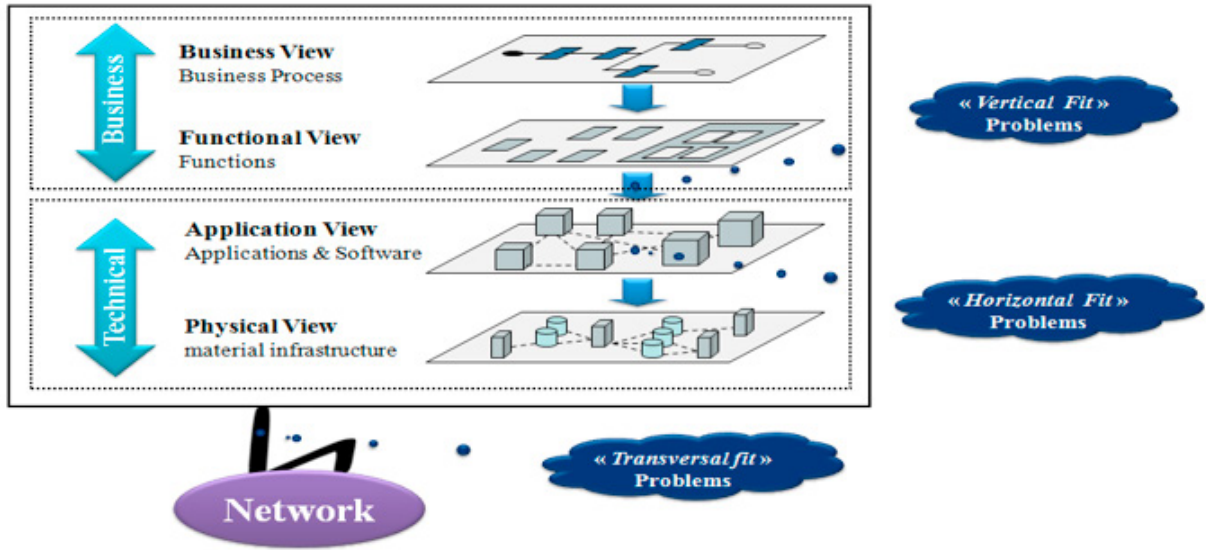 Business
Business View
Business Process
Functional View
Functions
« Vertical Fit »
Problems
Technical
Application View
Applications & Software
Physical View
material infrastructure
« Horizontal Fit »
Problems
« Transversal fit »
Problems
Network